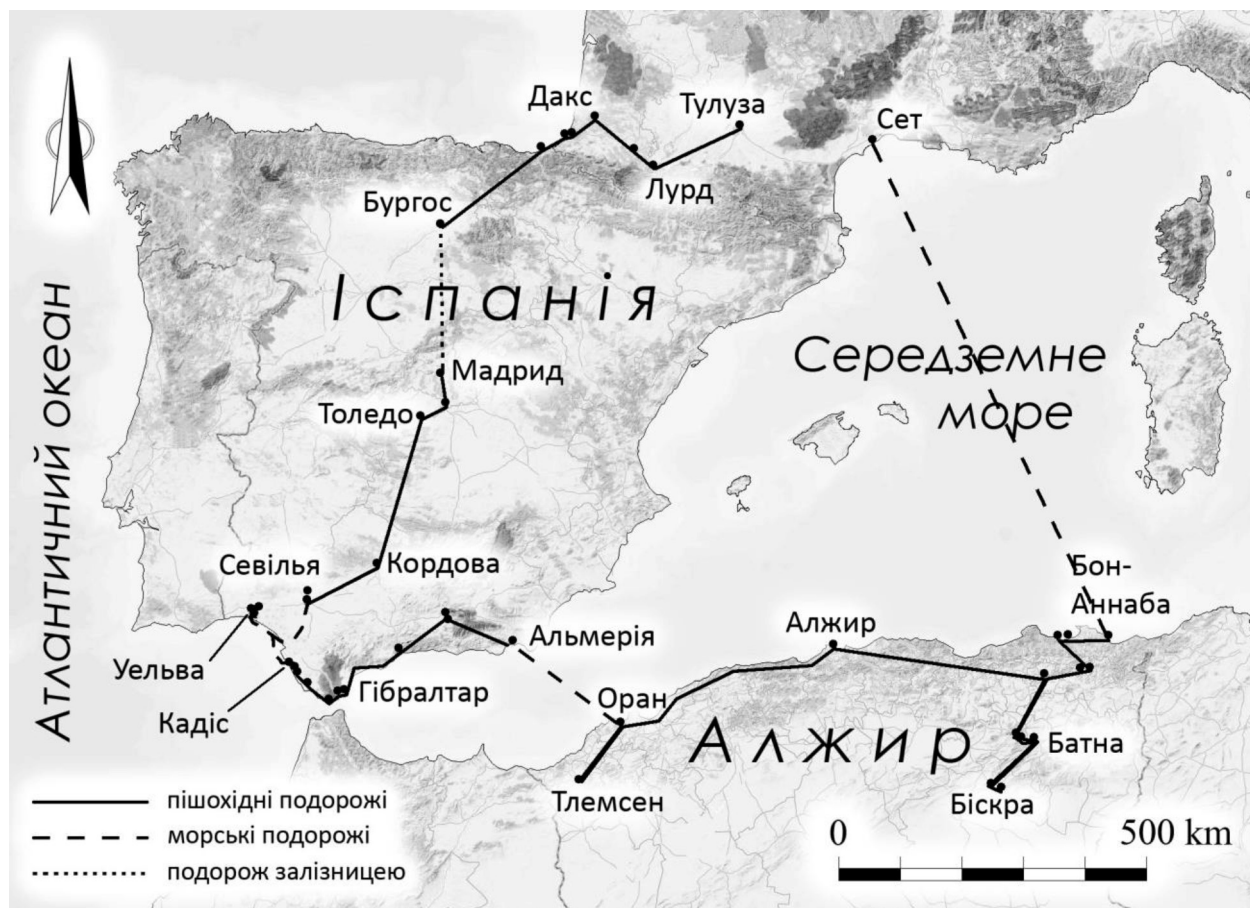 Дакс
Тулуза
Сет
Лурд
Бургос
Іспанія
Атлантичний океан
Середземне
море
Мадрид
Толедо
Севілья
Кордова
Бон-
Аннаба
Алжир
Альмерія
Уельва
Гібралтар
Оран
Кадіс
Алжир
Батна
Тлемсен
Біскра
пішохідні подорожі
морські подорожі
подорож залізницею
0
500 km